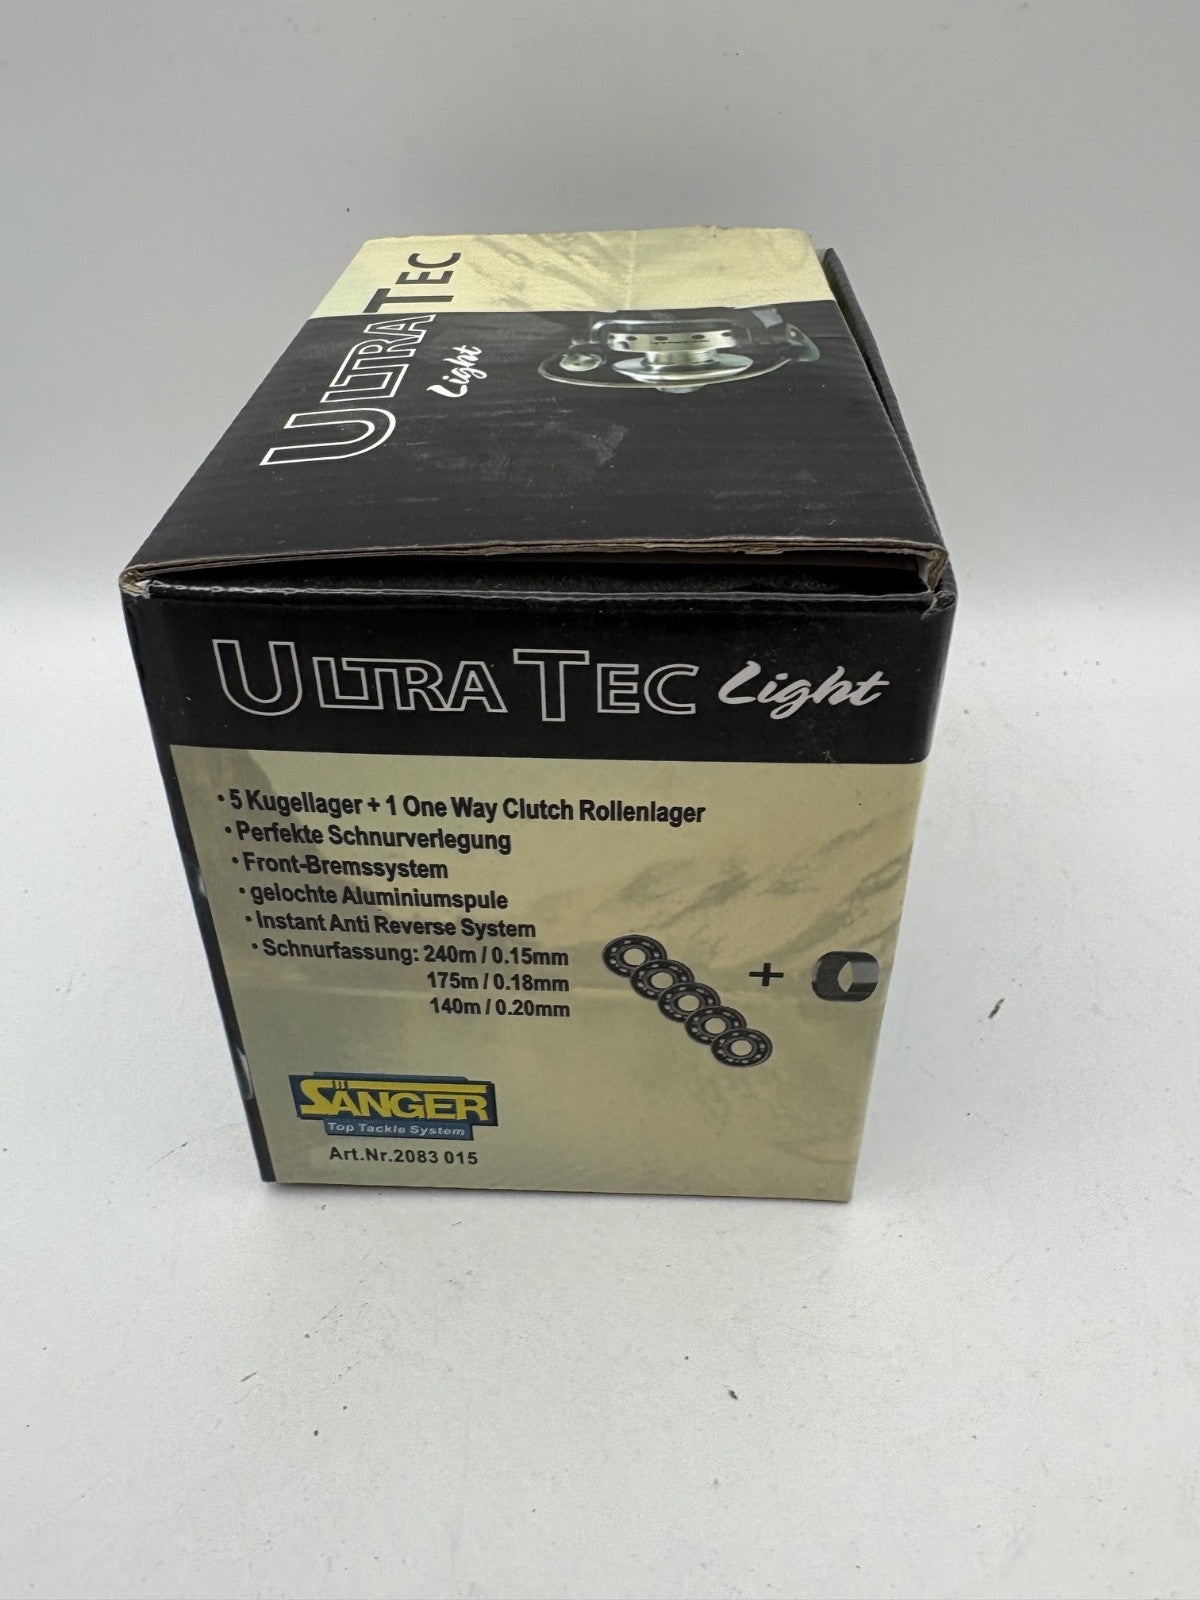 ULTRA TEC
Light
ULTRA TEC Light
• 5 Kugellager + 1 One Way Clutch Rollenlager
• Perfekte Schnurverlegung
• Front-Bremssystem
• gelochte Aluminiumspule
• Instant Anti Reverse System
• Schnurfassung: 240m / 0.15mm
175m / 0.18mm
140m / 0.20mm
+
SÄNGER
Top Tackle System
Art.Nr.2083 015